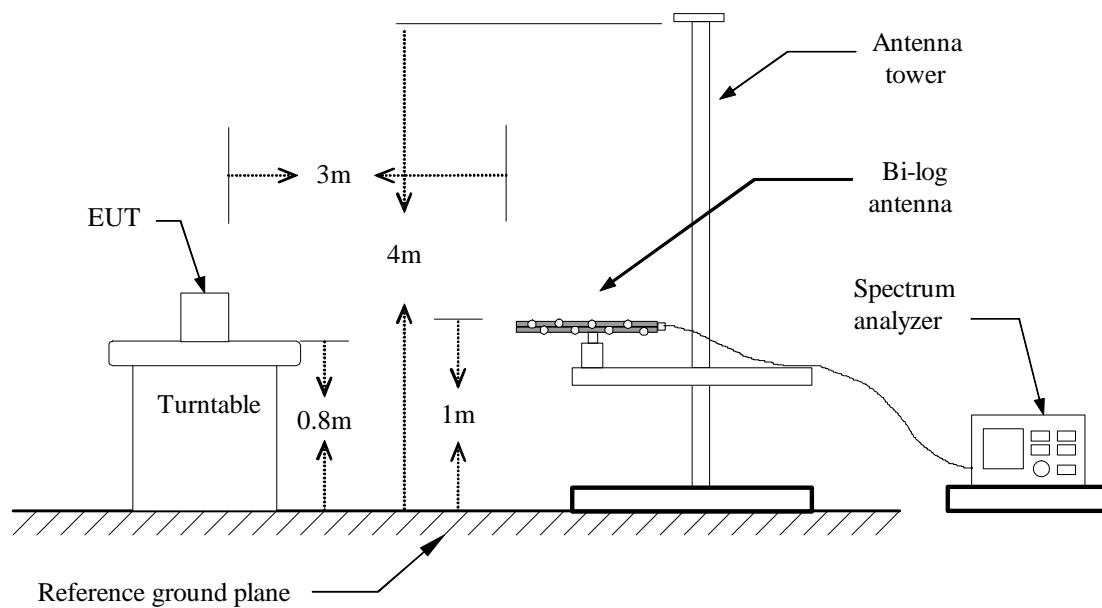 Antenna
tower
3m
Bi-log
antenna
EUT
4m
Spectrum
analyzer
Turntable
0.8m
1m
Reference ground plane